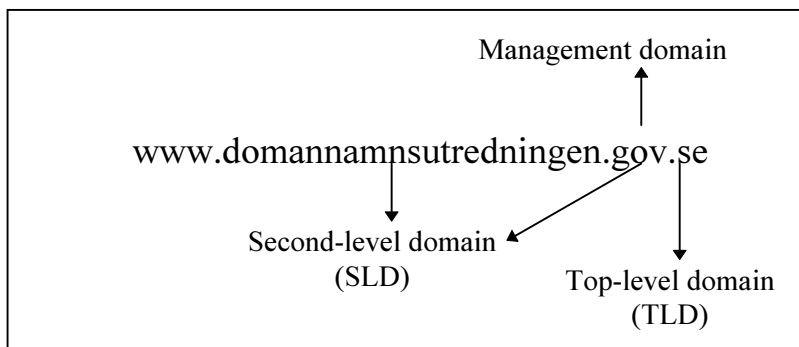 Management domain
www.domannamnsutredningen.gov.se
Second-level domain
(SLD)
Top-level domain
(TLD)